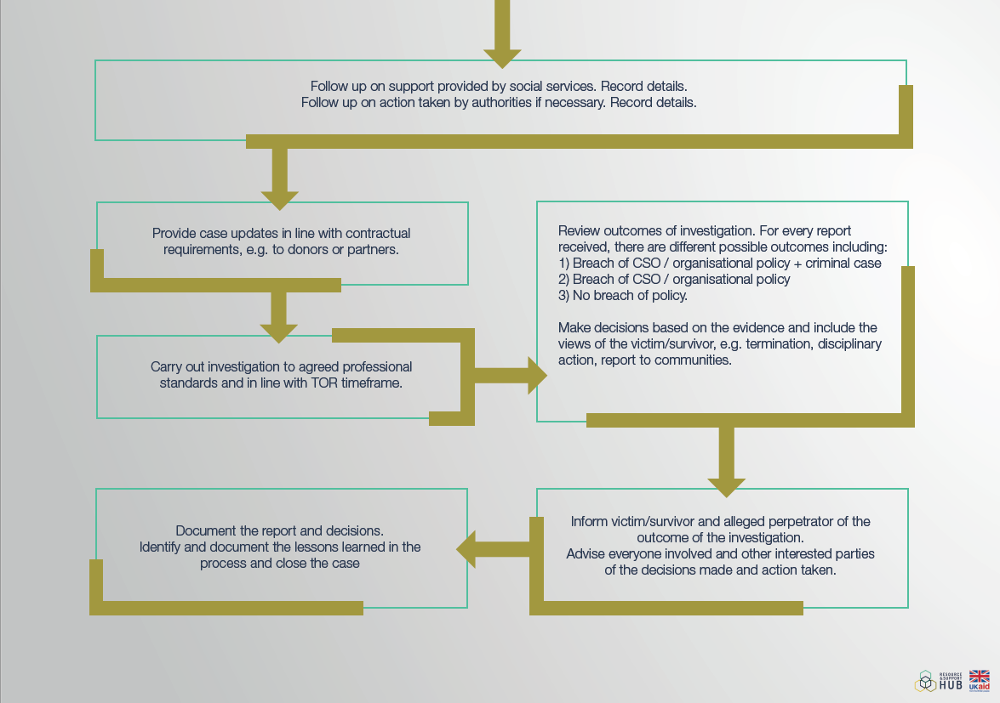 Follow up on support provided by social services. Record details.
Follow up on action taken by authorities if necessary. Record details.
Provide case updates in line with contractual
requirements, e.g. to donors or partners.
Carry out investigation to agreed professional
standards and in line with TOR timeframe.
Review outcomes of investigation. For every report
received, there are different possible outcomes including:
1) Breach of CSO / organisational policy + criminal case
2) Breach of CSO / organisational policy
3) No breach of policy.
Make decisions based on the evidence and include the
views of the victim/survivor, e.g. termination, disciplinary
action, report to communities.
Inform victim/survivor and alleged perpetrator of the
outcome of the investigation.
Advise everyone involved and other interested parties
of the decisions made and action taken.
Document the report and decisions.
Identify and document the lessons learned in the
process and close the case
RESOURCE
&SUPPORT
HUB
UKaid